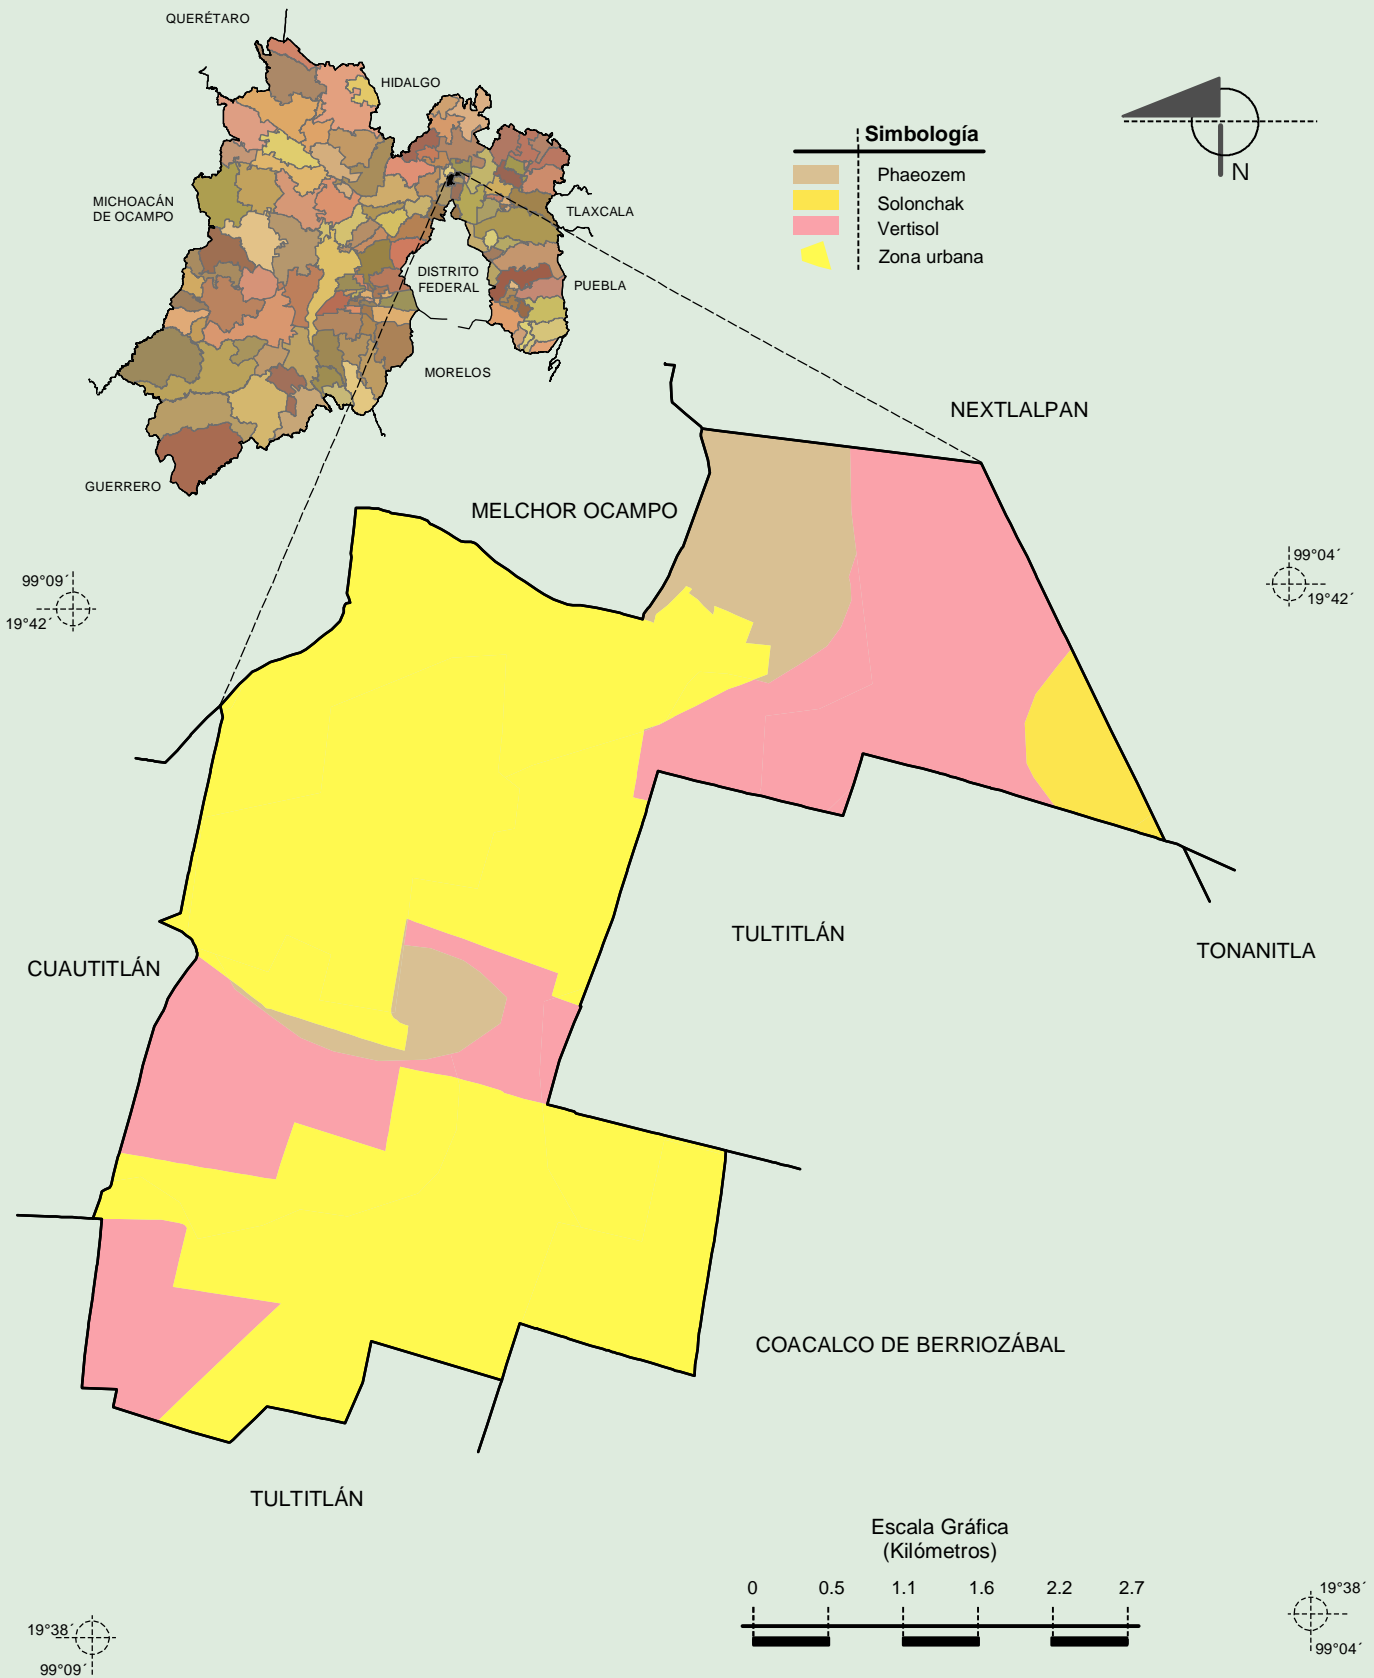 QUERÉTARO
HIDALGO
MICHOACÁN
DE OCAMPO
TLAXCALA
DISTRITO
FEDERAL
PUEBLA
MORELOS
GUERRERO
N
Simbología
Phaeozem
Solonchak
Vertisol
Zona urbana
NEXTLALPAN
MELCHOR OCAMPO
99°09´
19°42´
99°04´
19°42´
TULTITLÁN
TONANITLA
CUAUTITLÁN
COACALCO DE BERRIOZÁBAL
TULTITLÁN
Escala Gráfica
(Kilómetros)
0 0.5 1.1 1.6 2.2 2.7
19°38´
99°09´
19°38´
99°04´